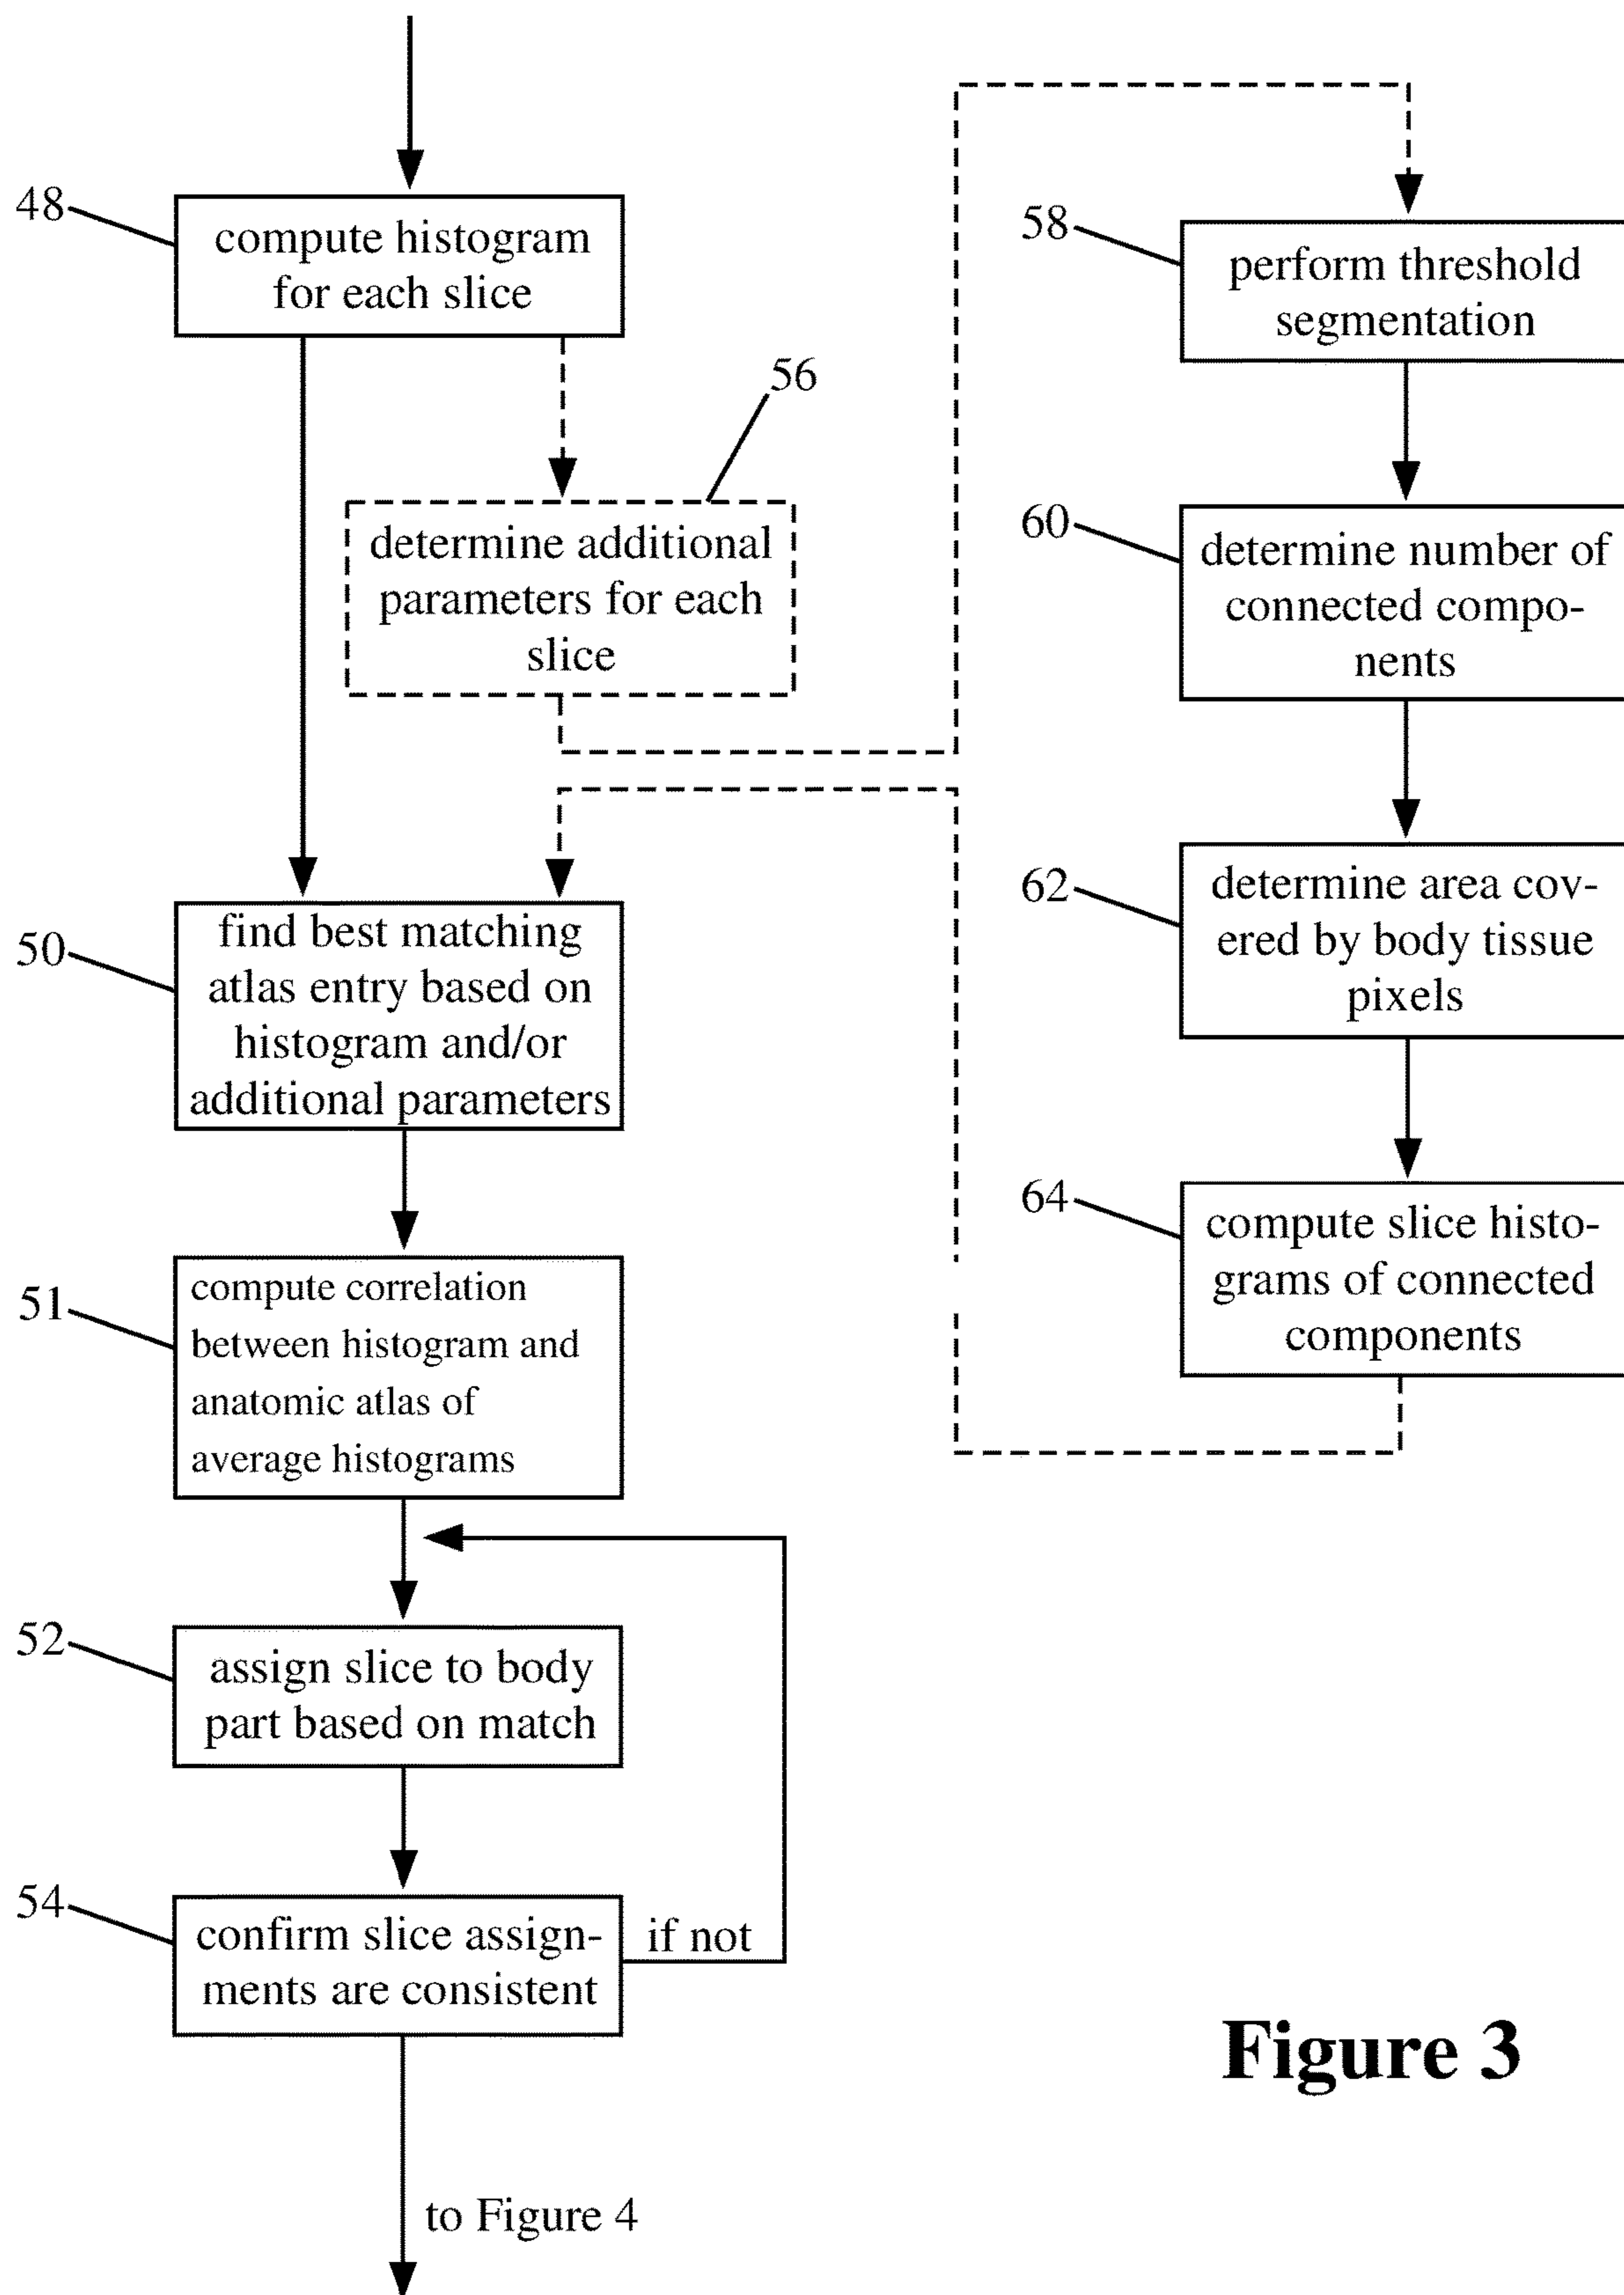 48
compute histogram
for each slice
56
determine additional
parameters for each
slice
50
find best matching
atlas entry based on
histogram and/or
additional parameters
51
compute correlation
between histogram and
anatomic atlas of
average histograms
52
assign slice to body
part based on match
54
confirm slice assign-
ments are consistent
if not
to Figure 4
58
perform threshold
segmentation
60
determine number of
connected compo-
nents
62
determine area cov-
ered by body tissue
pixels
64
compute slice histo-
grams of connected
components
Figure 3